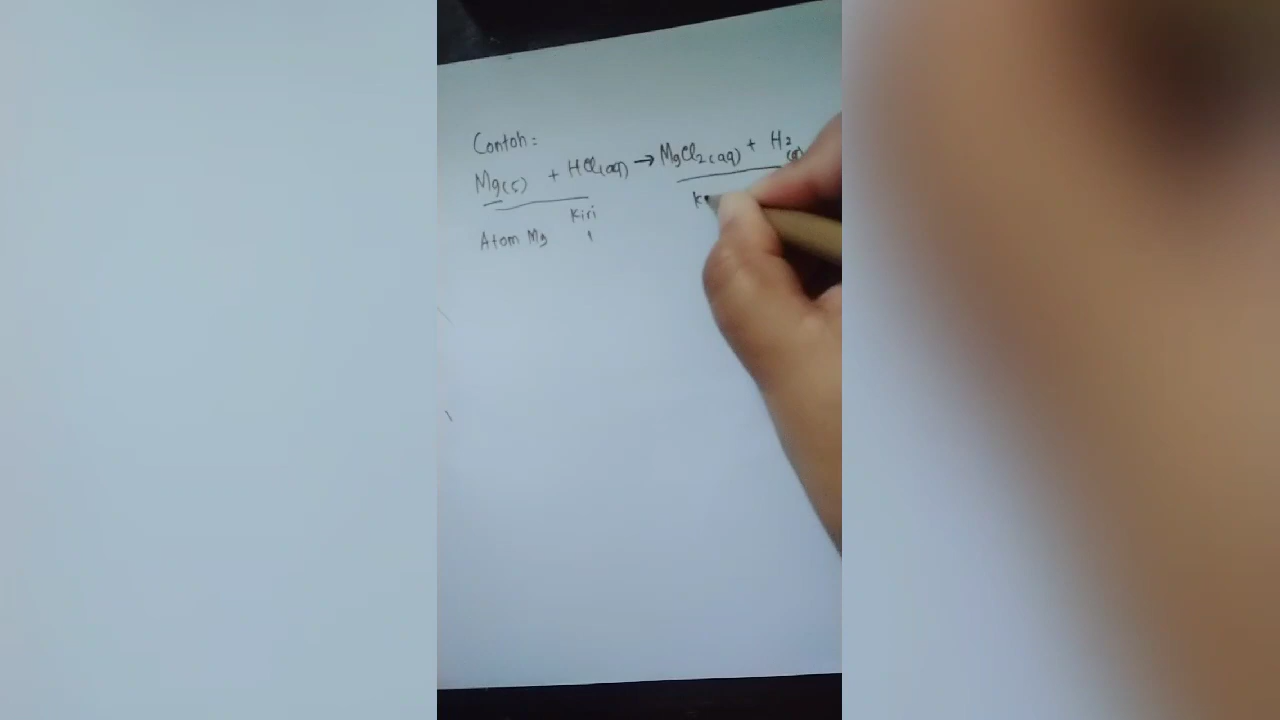 Contoh:
Mg(s) + HCl(aq) → MgCl2(aq) + H2(g)
Kiri
Atom Mg 1